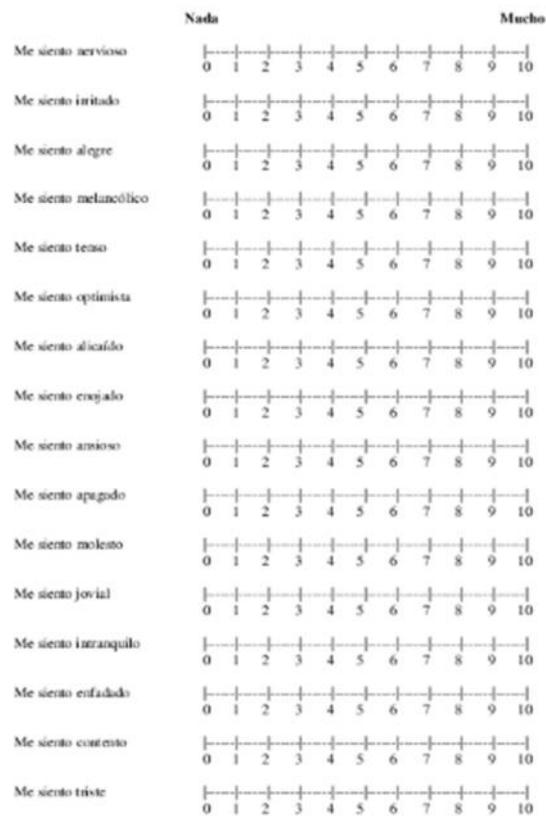 Nada Mucho
Me siento nervioso
0 1 2 3 4 5 6 7 8 9 10
Me siento irritado
0 1 2 3 4 5 6 7 8 9 10
Me siento alegre
0 1 2 3 4 5 6 7 8 9 10
Me siento melancólico
0 1 2 3 4 5 6 7 8 9 10
Me siento tenso
0 1 2 3 4 5 6 7 8 9 10
Me siento optimista
0 1 2 3 4 5 6 7 8 9 10
Me siento alicaído
0 1 2 3 4 5 6 7 8 9 10
Me siento enojado
0 1 2 3 4 5 6 7 8 9 10
Me siento ansioso
0 1 2 3 4 5 6 7 8 9 10
Me siento apagado
0 1 2 3 4 5 6 7 8 9 10
Me siento molesto
0 1 2 3 4 5 6 7 8 9 10
Me siento jovial
0 1 2 3 4 5 6 7 8 9 10
Me siento intranquilo
0 1 2 3 4 5 6 7 8 9 10
Me siento enfadado
0 1 2 3 4 5 6 7 8 9 10
Me siento contento
0 1 2 3 4 5 6 7 8 9 10
Me siento triste
0 1 2 3 4 5 6 7 8 9 10